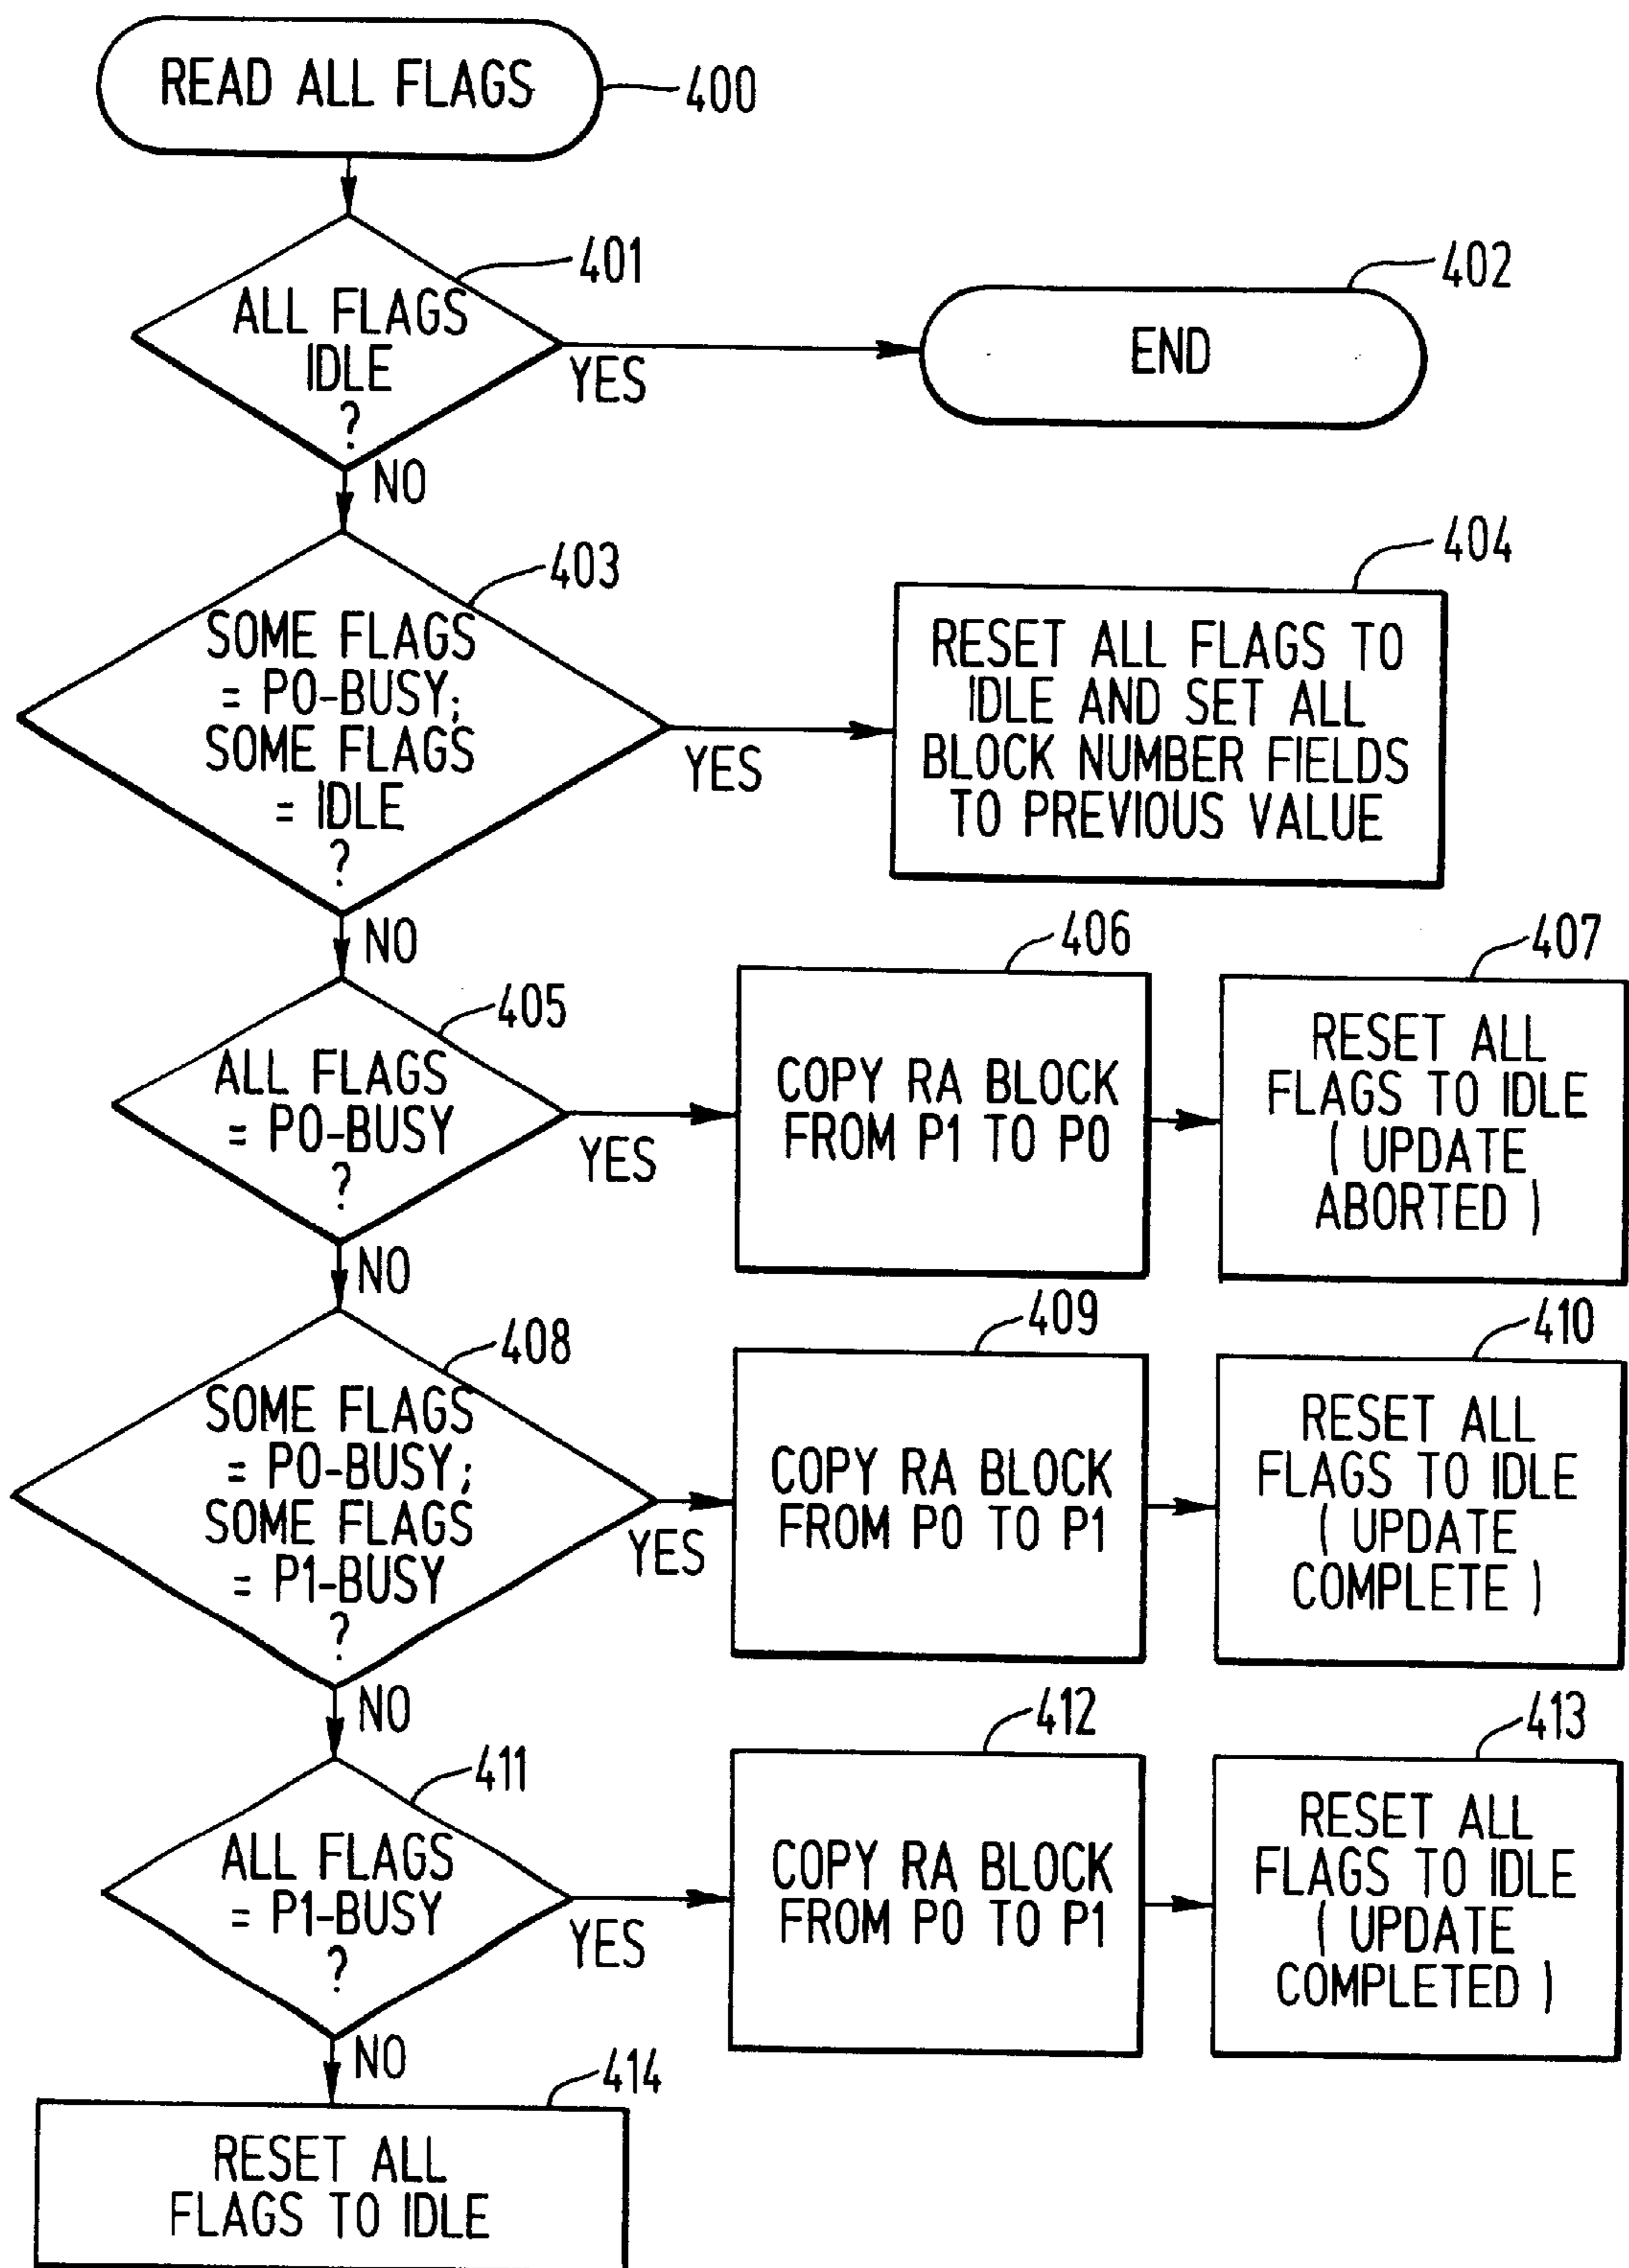 READ ALL FLAGS
400
401
ALL FLAGS
IDLE
?
YES
402
END
NO
403
SOME FLAGS
= P0-BUSY;
SOME FLAGS
= IDLE
?
YES
404
RESET ALL FLAGS TO
IDLE AND SET ALL
BLOCK NUMBER FIELDS
TO PREVIOUS VALUE
NO
405
ALL FLAGS
= P0-BUSY
?
YES
406
COPY RA BLOCK
FROM P1 TO P0
407
RESET ALL
FLAGS TO IDLE
( UPDATE
ABORTED )
NO
408
SOME FLAGS
= P0-BUSY;
SOME FLAGS
= P1-BUSY
?
YES
409
COPY RA BLOCK
FROM P0 TO P1
410
RESET ALL
FLAGS TO IDLE
( UPDATE
COMPLETE )
NO
411
ALL FLAGS
= P1-BUSY
?
YES
412
COPY RA BLOCK
FROM P0 TO P1
413
RESET ALL
FLAGS TO IDLE
( UPDATE
COMPLETED )
NO
414
RESET ALL
FLAGS TO IDLE